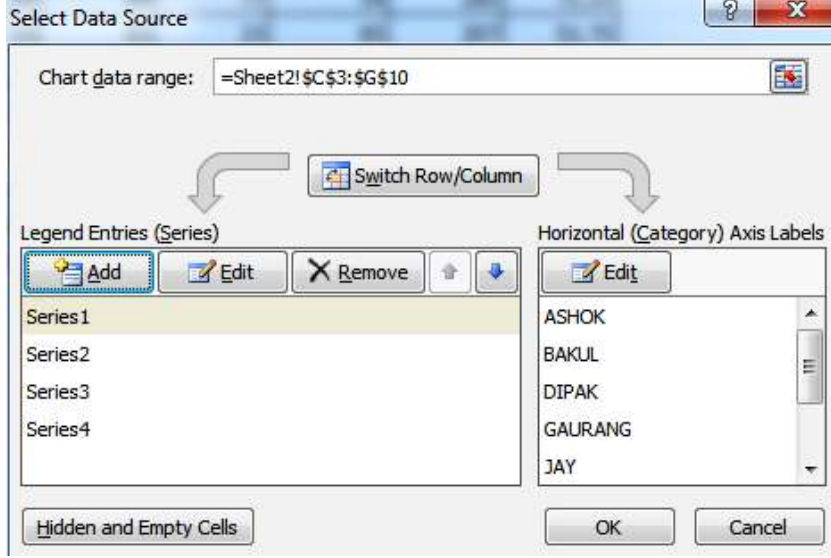 Select Data Source
Chart data range: =Sheet2!$C$3:$G$10
Switch Row/Column
Legend Entries (Series)
Add Edit Remove
Series1
Series2
Series3
Series4
Horizontal (Category) Axis Labels
Edit
ASHOK
BAKUL
DIPAK
GAURANG
JAY
Hidden and Empty Cells
OK Cancel